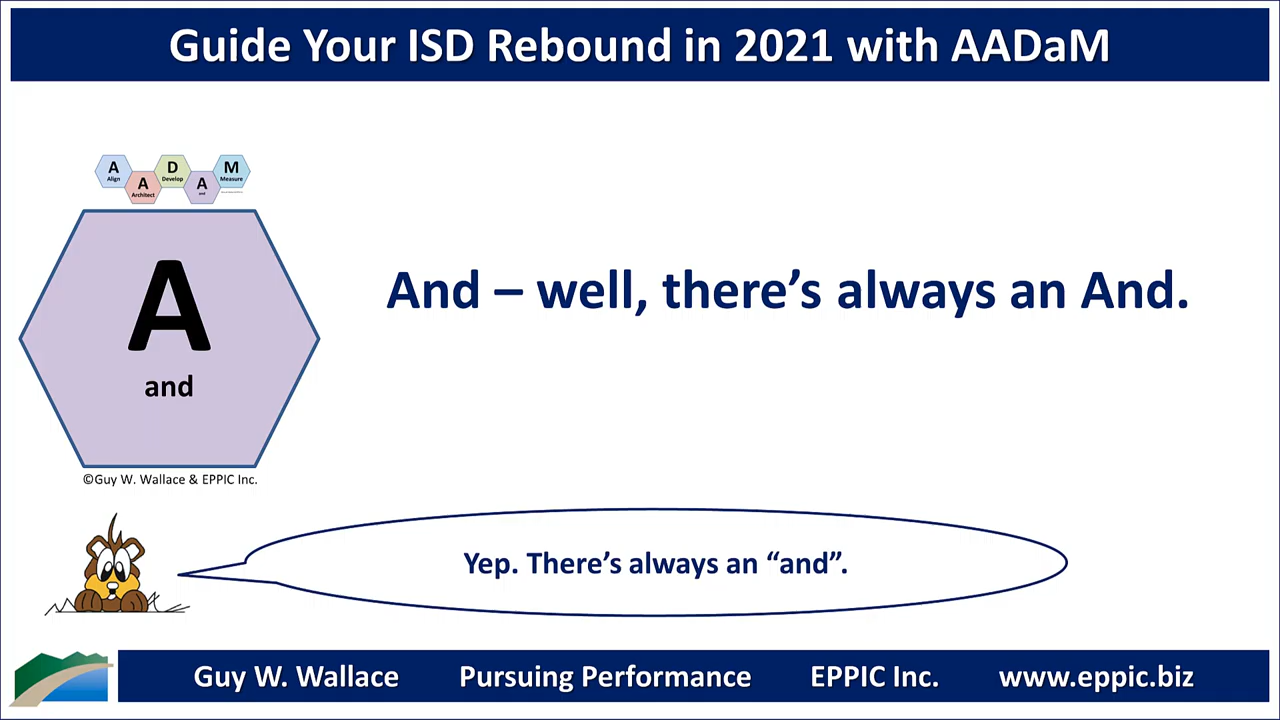 Guide Your ISD Rebound in 2021 with AADaM
A
Align
A
Architect
D
Develop
A
and
M
Measure
A
and
©Guy W. Wallace & EPPIC Inc.
And – well, there’s always an And.
Yep. There’s always an “and”.
Guy W. Wallace Pursuing Performance EPPIC Inc. www.eppic.biz